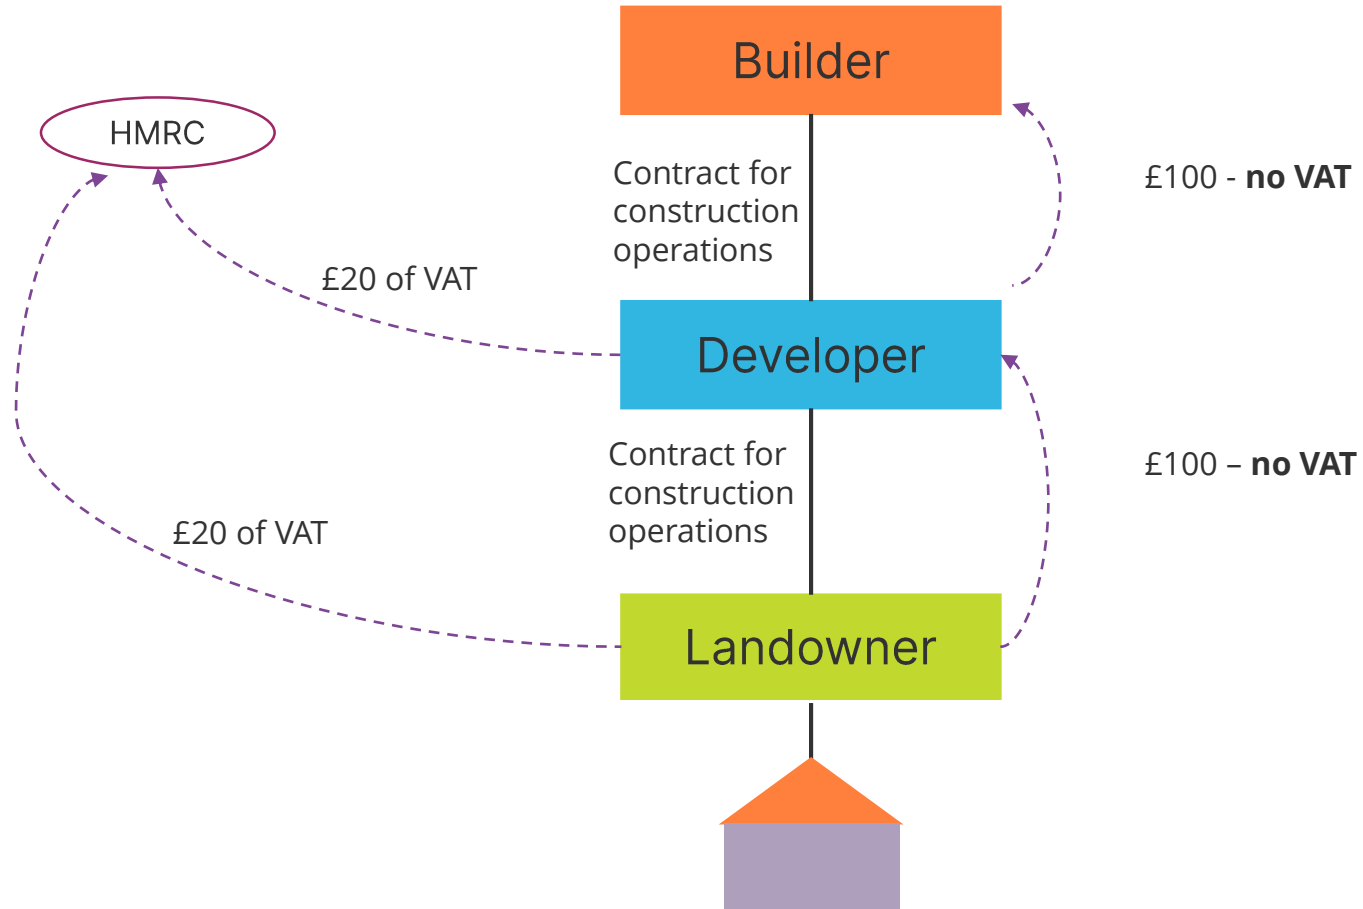 Builder
HMRC
Contract for
construction
operations
£100 - no VAT
£20 of VAT
Developer
Contract for
construction
operations
£100 – no VAT
£20 of VAT
Landowner